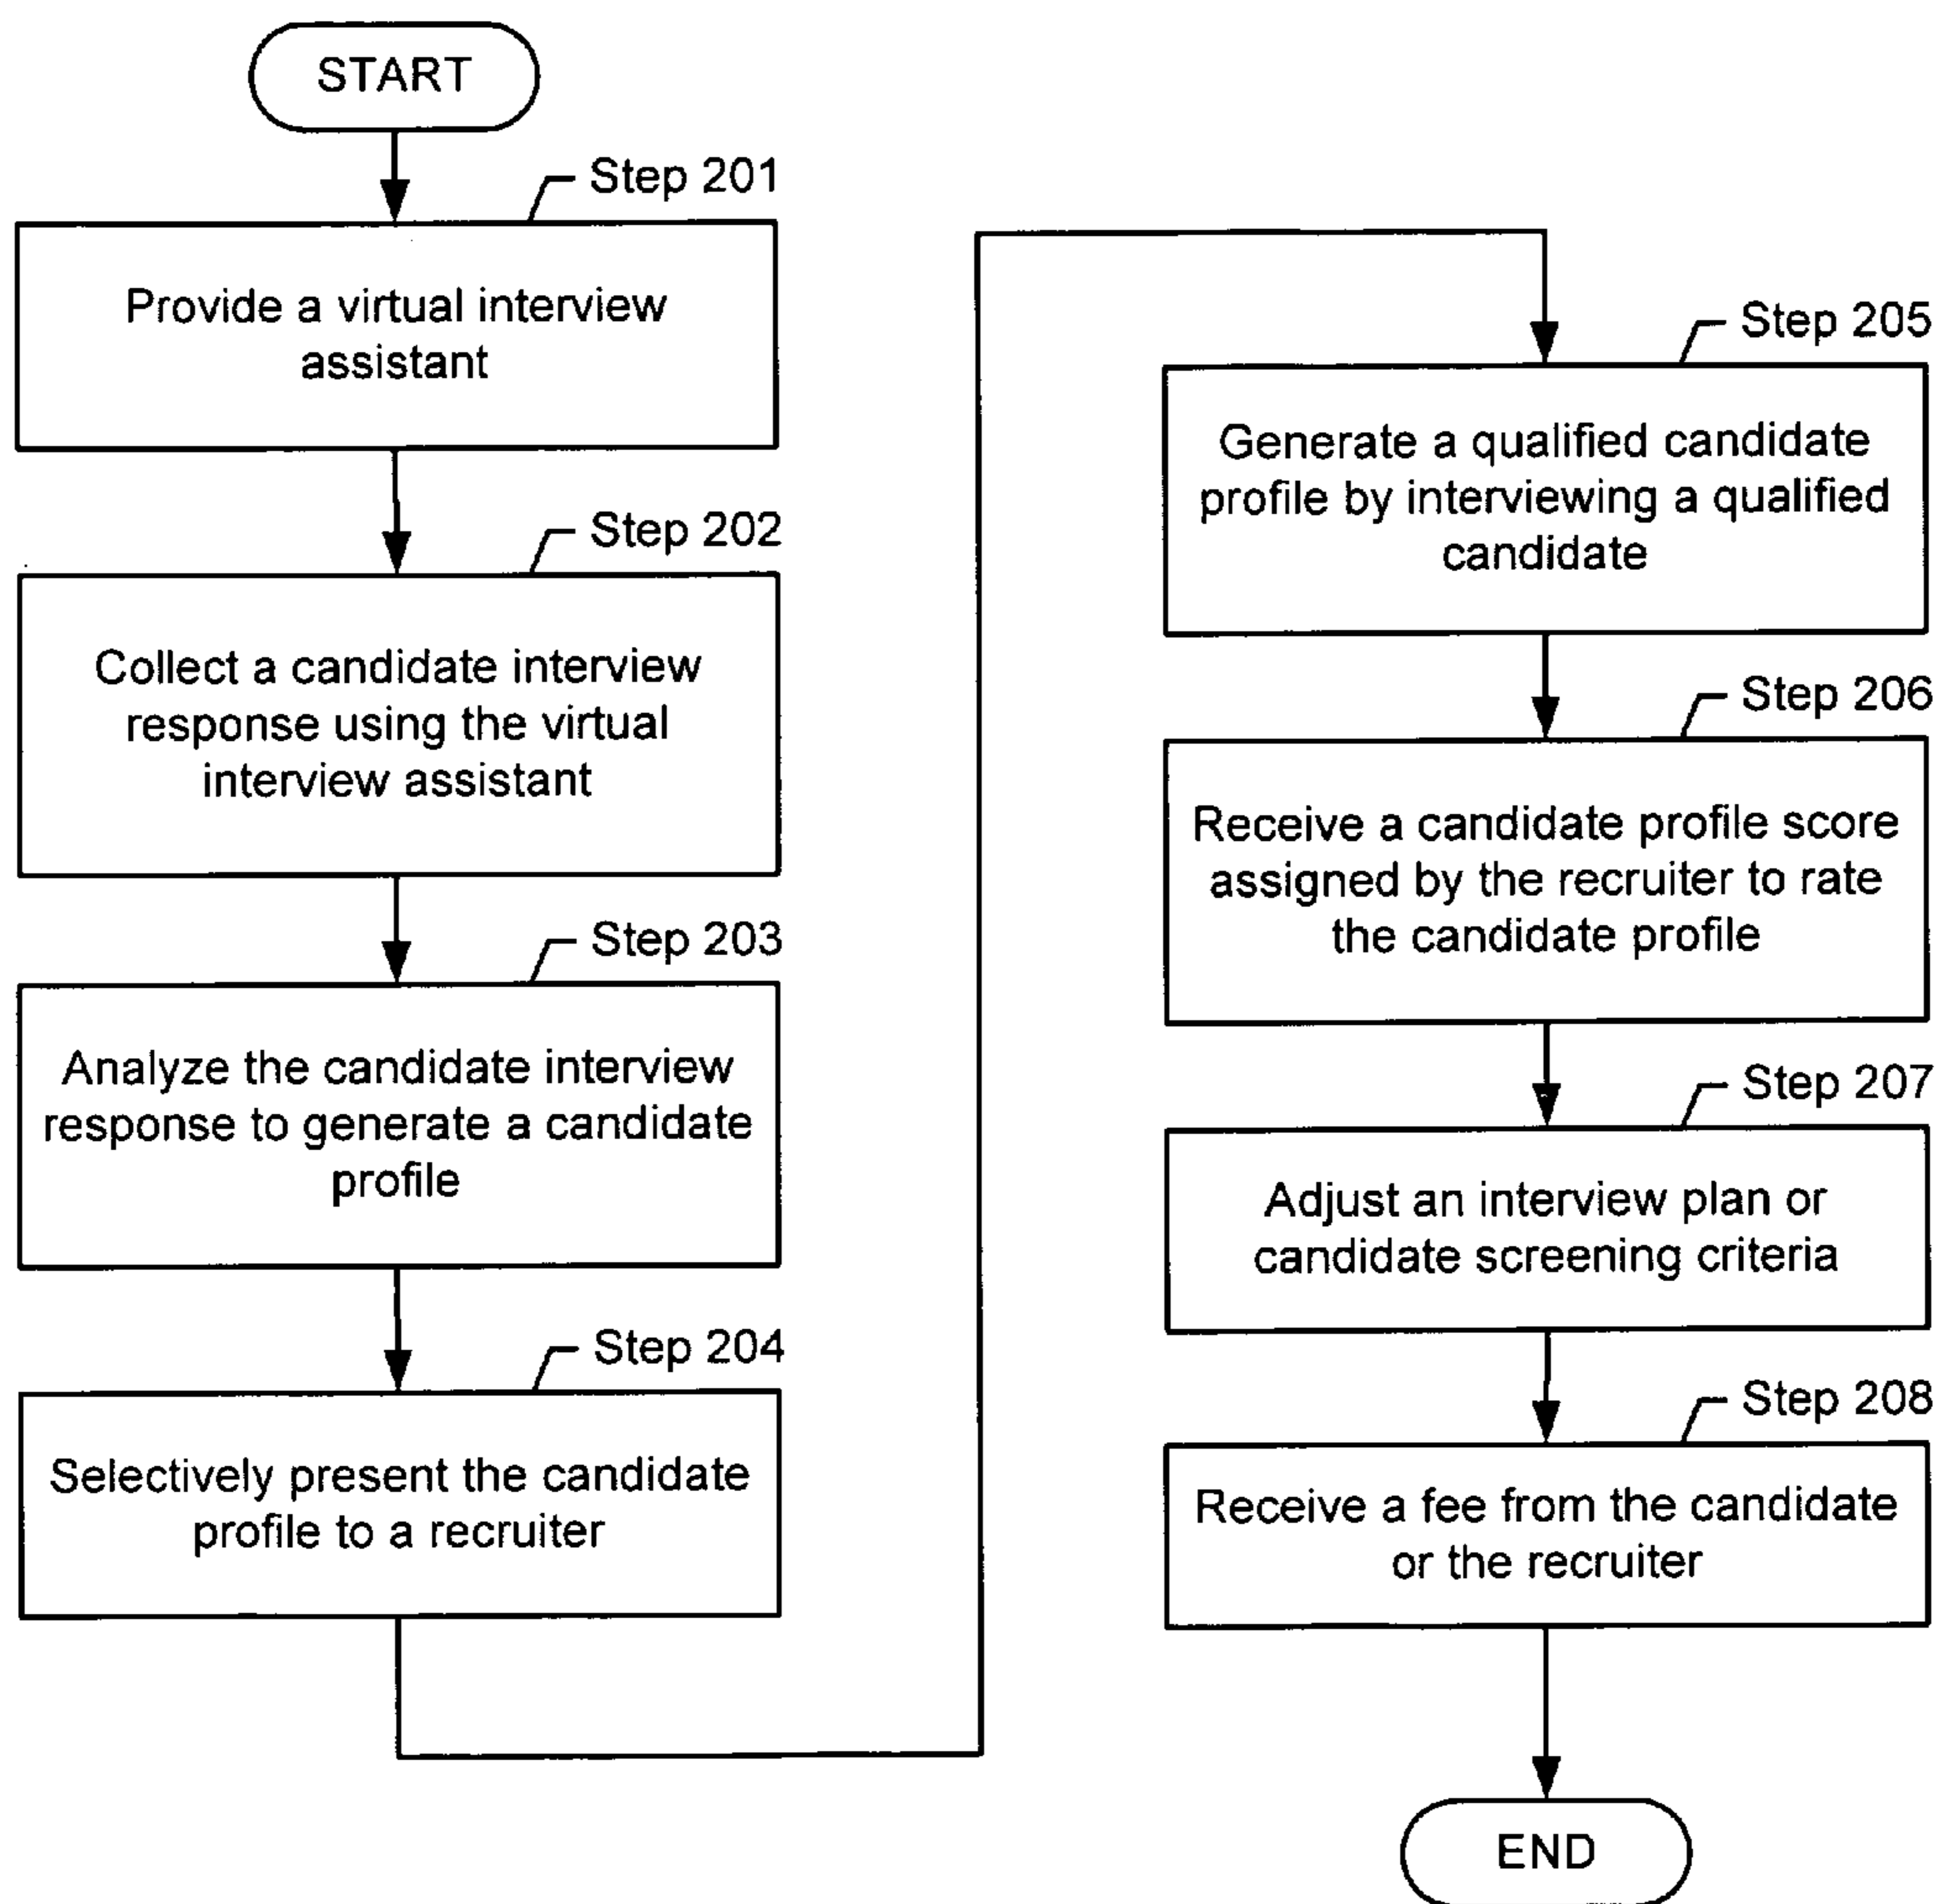 START
Step 201
Provide a virtual interview
assistant
Step 202
Collect a candidate interview
response using the virtual
interview assistant
Step 203
Analyze the candidate interview
response to generate a candidate
profile
Step 204
Selectively present the candidate
profile to a recruiter
Step 205
Generate a qualified candidate
profile by interviewing a qualified
candidate
Step 206
Receive a candidate profile score
assigned by the recruiter to rate
the candidate profile
Step 207
Adjust an interview plan or
candidate screening criteria
Step 208
Receive a fee from the candidate
or the recruiter
END